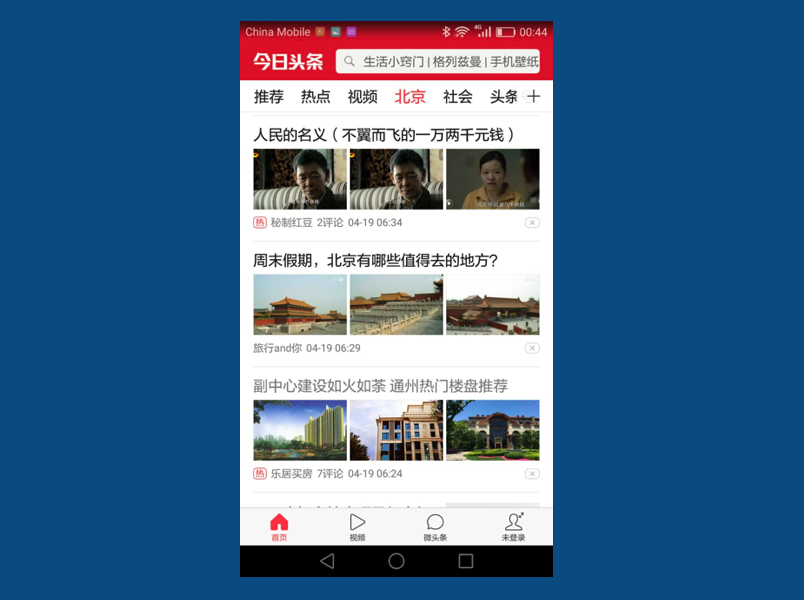 China Mobile 4G 00:44
今日头条 生活小窍门 | 格列兹曼 | 手机壁纸
推荐 热点 视频 北京 社会 头条
人民的名义（不翼而飞的一万两千元钱）
热 秘制红豆 2评论 04-19 06:34
周末假期，北京有哪些值得去的地方?
旅行and你 04-19 06:29
副中心建设如火如荼 通州热门楼盘推荐
热 乐居买房 7评论 04-19 06:24
首页 视频 微头条 未登录